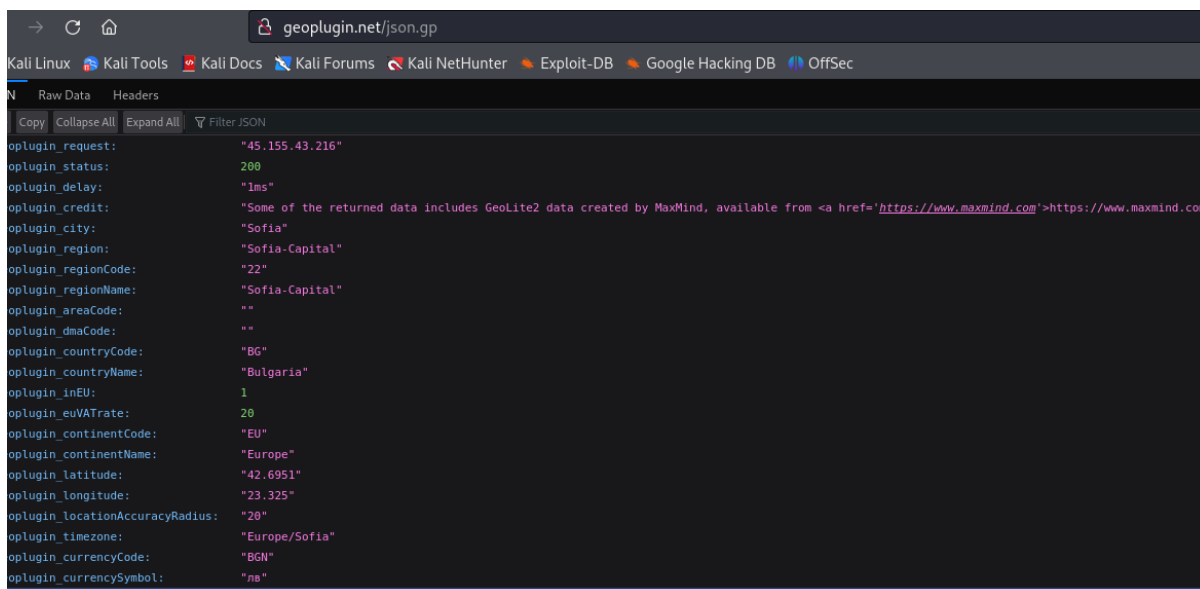 geoplugin.net/json.gp
Kali Linux Kali Tools Kali Docs Kali Forums Kali NetHunter Exploit-DB Google Hacking DB OffSec
N Raw Data Headers
Copy Collapse All Expand All Filter JSON
oplugin_request: "45.155.43.216"
oplugin_status: 200
oplugin_delay: "1ms"
oplugin_credit: "Some of the returned data includes GeoLite2 data created by MaxMind, available from <a href='https://www.maxmind.com'>https://www.maxmind.co
oplugin_city: "Sofia"
oplugin_region: "Sofia-Capital"
oplugin_regionCode: "22"
oplugin_regionName: "Sofia-Capital"
oplugin_areaCode: ""
oplugin_dmaCode: ""
oplugin_countryCode: "BG"
oplugin_countryName: "Bulgaria"
oplugin_inEU: 1
oplugin_euVATrate: 20
oplugin_continentCode: "EU"
oplugin_continentName: "Europe"
oplugin_latitude: "42.6951"
oplugin_longitude: "23.325"
oplugin_locationAccuracyRadius: "20"
oplugin_timezone: "Europe/Sofia"
oplugin_currencyCode: "BGN"
oplugin_currencySymbol: "лв"